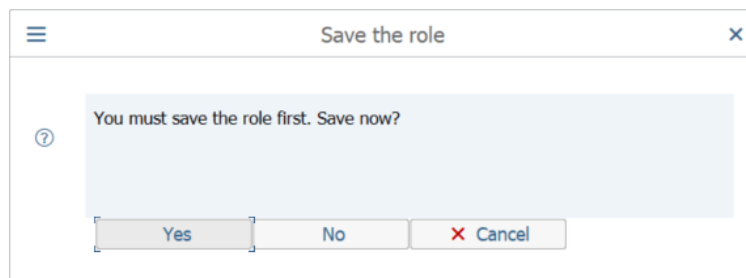 Save the role
You must save the role first. Save now?
Yes No Cancel